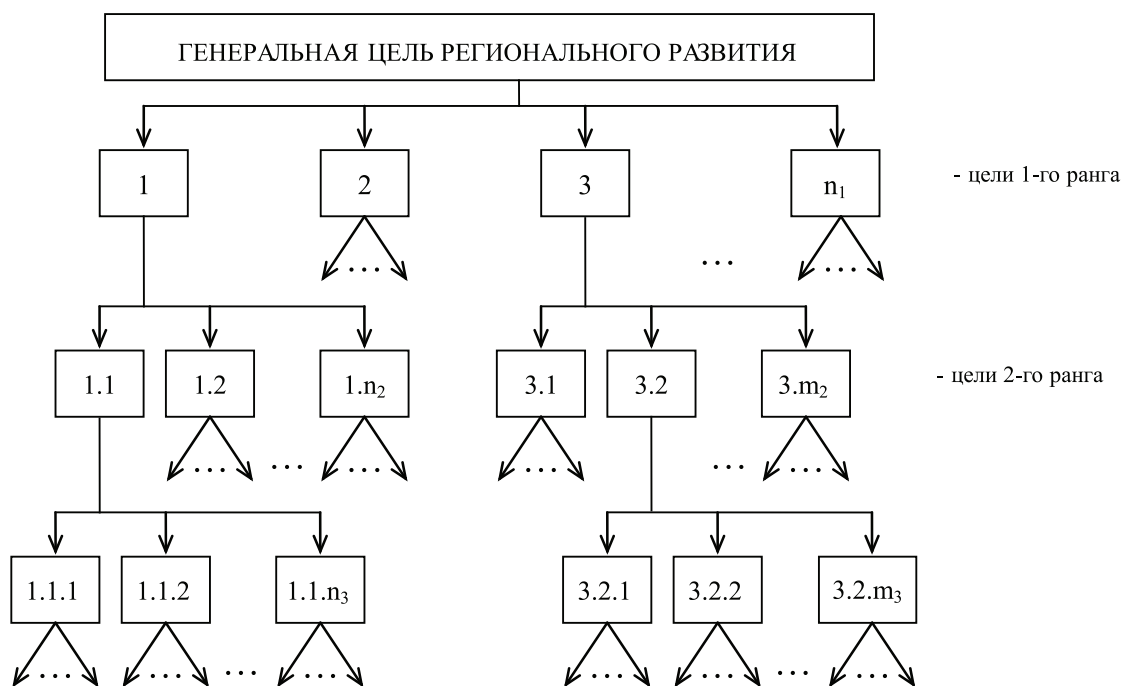 ГЕНЕРАЛЬНАЯ ЦЕЛЬ РЕГИОНАЛЬНОГО РАЗВИТИЯ
1 2 3 n₁ - цели 1-го ранга
... ... ...
1.1 1.2 1.n₂ 3.1 3.2 3.m₂ - цели 2-го ранга
... ... ... ... ... ...
1.1.1 1.1.2 1.1.n₃ 3.2.1 3.2.2 3.2.m₃
... ... ... ... ... ... ... ...